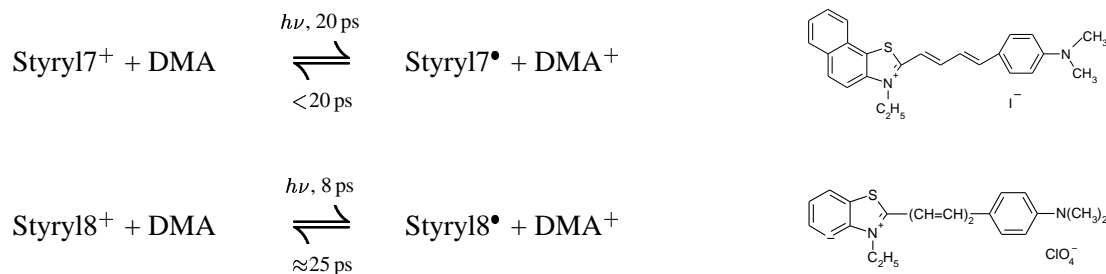 hν, 20 ps
Styryl7⁺ + DMA Styryl7• + DMA⁺
<20 ps
S
N
+
C₂H₅
I⁻
N
CH₃
CH₃
hν, 8 ps
Styryl8⁺ + DMA Styryl8• + DMA⁺
≈25 ps
S
N
+
C₂H₅
(CH=CH)₂
N(CH₃)₂
ClO₄⁻